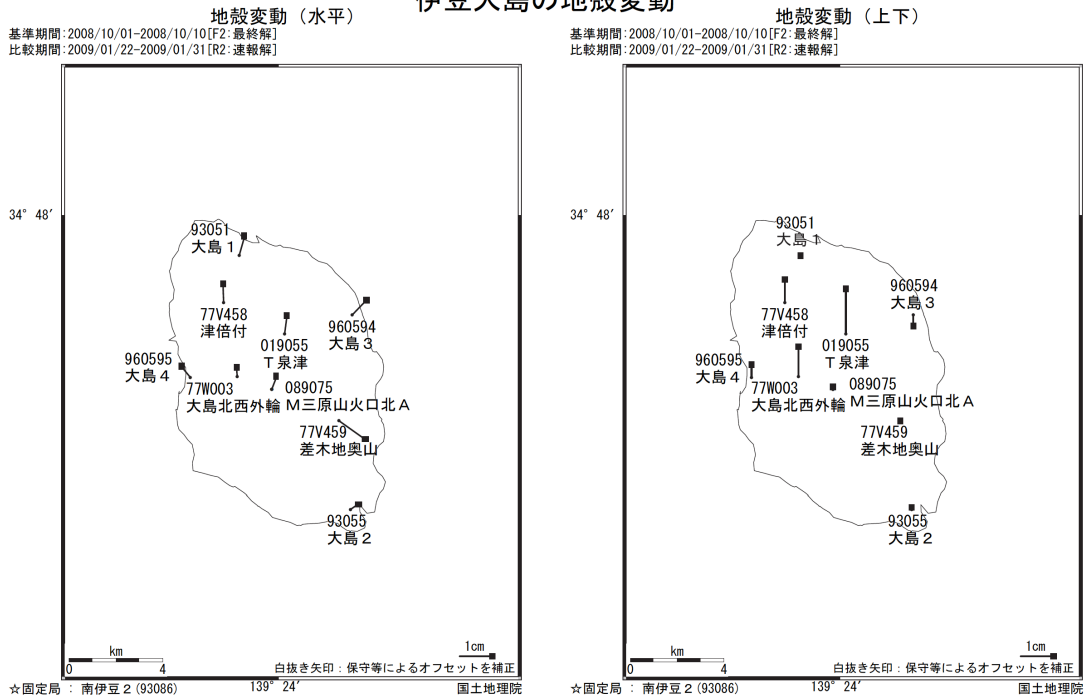 伊豆大島の地殻変動
地殻変動（水平）
基準期間:2008/10/01-2008/10/10[F2:最終解]
比較期間:2009/01/22-2009/01/31[R2:速報解]
34° 48′
93051
大島１
77V458
津倍付
019055
Ｔ泉津
960594
大島３
960595
大島４
77W003
大島北西外輪
089075
Ｍ三原山火口北Ａ
77V459
差木地奥山
93055
大島２
km
0 4
1cm
白抜き矢印：保守等によるオフセットを補正
☆固定局 : 南伊豆２(93086)
139° 24′
国土地理院
地殻変動（上下）
基準期間:2008/10/01-2008/10/10[F2:最終解]
比較期間:2009/01/22-2009/01/31[R2:速報解]
34° 48′
93051
大島１
77V458
津倍付
019055
Ｔ泉津
960594
大島３
960595
大島４
77W003
大島北西外輪
089075
Ｍ三原山火口北Ａ
77V459
差木地奥山
93055
大島２
km
0 4
1cm
白抜き矢印：保守等によるオフセットを補正
☆固定局 : 南伊豆２(93086)
139° 24′
国土地理院